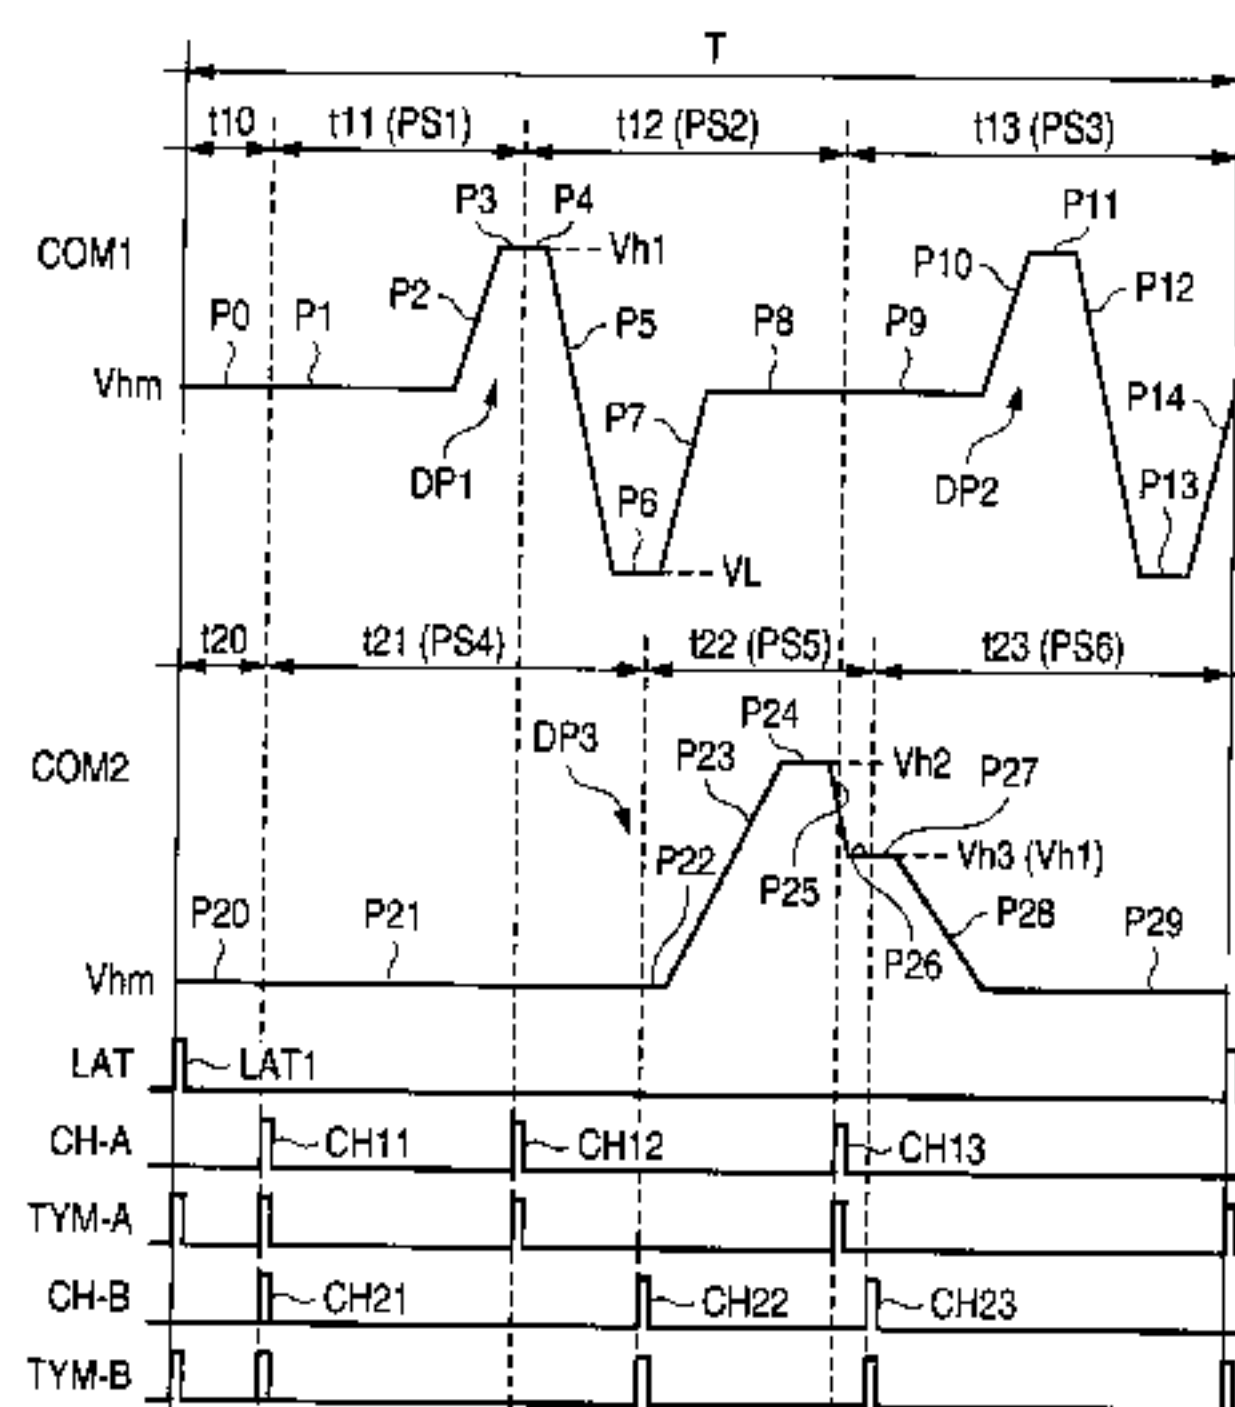 T
t10 t11 (PS1) t12 (PS2) t13 (PS3)
P3 P4 P11
COM1 Vh1 P10
P2 P12
P0 P1 P5 P8 P9
Vhm
P7 P14
DP1 DP2
P6 P13
VL
t20 t21 (PS4) t22 (PS5) t23 (PS6)
P24
DP3 P23
COM2 Vh2 P27
P22 Vh3 (Vh1)
P25
P20 P21 P28 P29
P26
Vhm
LAT LAT1
CH-A CH11 CH12 CH13
TYM-A
CH-B CH21 CH22 CH23
TYM-B